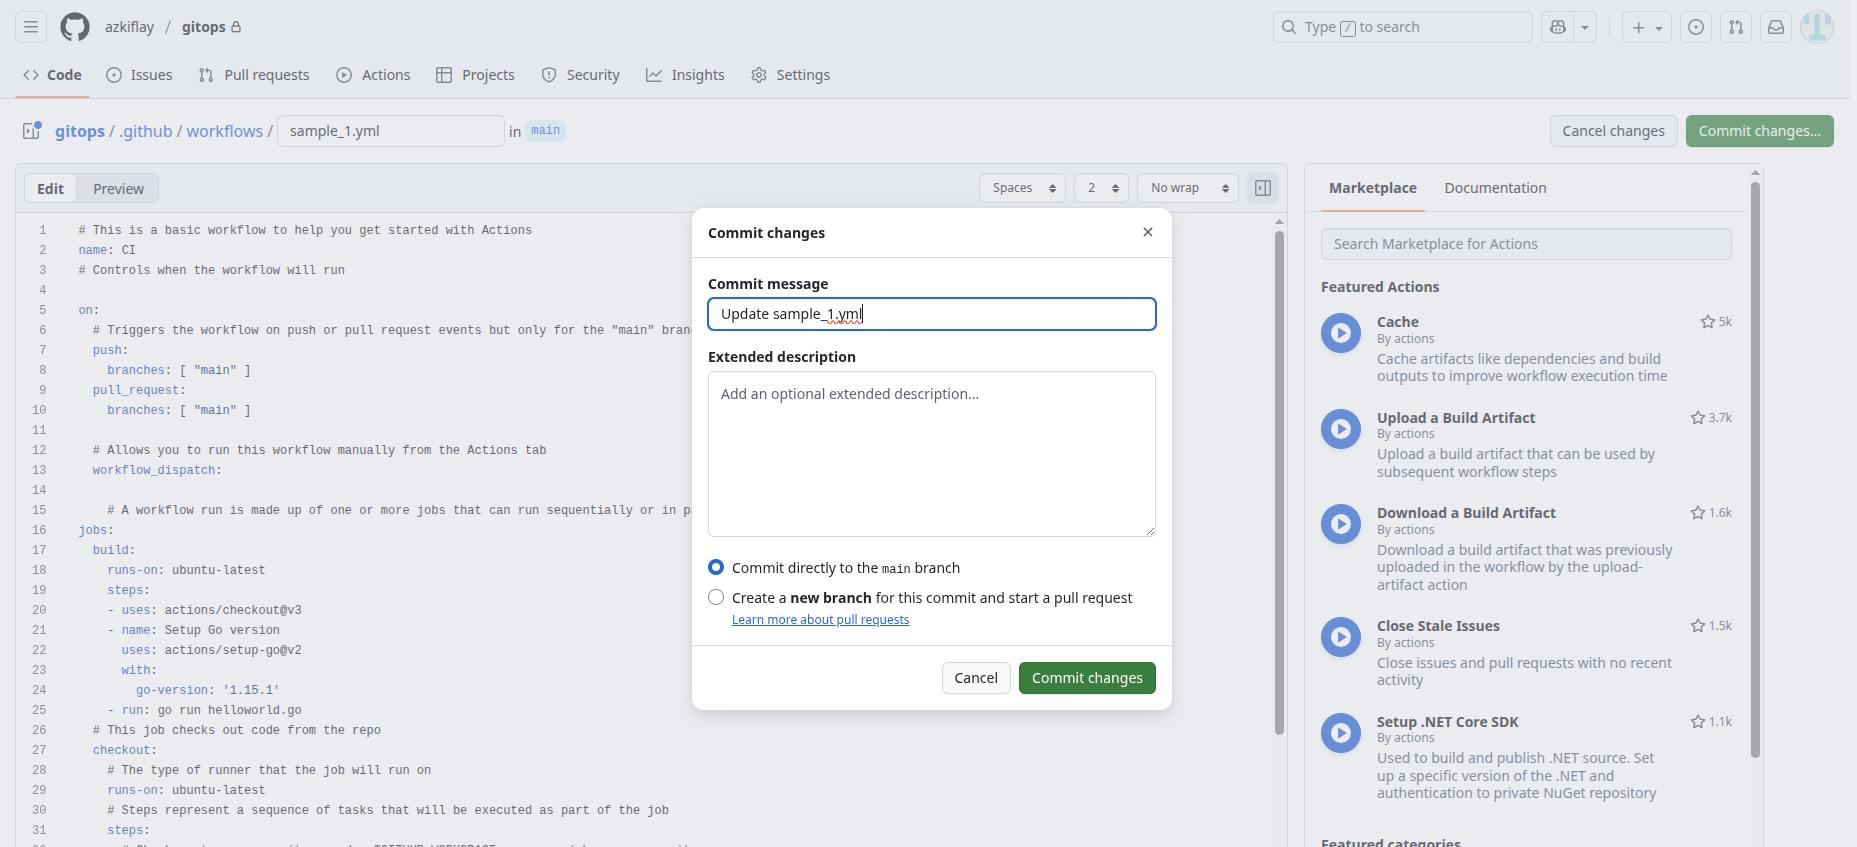 azkiflay / gitops
Type / to search
Code
Issues
Pull requests
Actions
Projects
Security
Insights
Settings
gitops / .github / workflows / sample_1.yml in main
Cancel changes
Commit changes...
Edit
Preview
Spaces
2
No wrap
1 # This is a basic workflow to help you get started with Actions
2 name: CI
3 # Controls when the workflow will run
4
5 on:
6 # Triggers the workflow on push or pull request events but only for the "main"
7 push:
8 branches: [ "main" ]
9 pull_request:
10 branches: [ "main" ]
11
12 # Allows you to run this workflow manually from the Actions tab
13 workflow_dispatch:
14
15 # A workflow run is made up of one or more jobs that can run sequentially or in
16 jobs:
17 build:
18 runs-on: ubuntu-latest
19 steps:
20 - uses: actions/checkout@v3
21 - name: Setup Go version
22 uses: actions/setup-go@v2
23 with:
24 go-version: '1.15.1'
25 - run: go run helloworld.go
26 # This job checks out code from the repo
27 checkout:
28 # The type of runner that the job will run on
29 runs-on: ubuntu-latest
30 # Steps represent a sequence of tasks that will be executed as part of the job
31 steps:
Commit changes
Commit message
Update sample_1.yml
Extended description
Add an optional extended description...
Commit directly to the main branch
Create a new branch for this commit and start a pull request
Learn more about pull requests
Cancel
Commit changes
Marketplace
Documentation
Search Marketplace for Actions
Featured Actions
Cache
5k
By actions
Cache artifacts like dependencies and build
outputs to improve workflow execution time
Upload a Build Artifact
3.7k
By actions
Upload a build artifact that can be used by
subsequent workflow steps
Download a Build Artifact
1.6k
By actions
Download a build artifact that was previously
uploaded in the workflow by the upload-
artifact action
Close Stale Issues
1.5k
By actions
Close issues and pull requests with no recent
activity
Setup .NET Core SDK
1.1k
By actions
Used to build and publish .NET source. Set
up a specific version of the .NET and
authentication to private NuGet repository
Featured categories